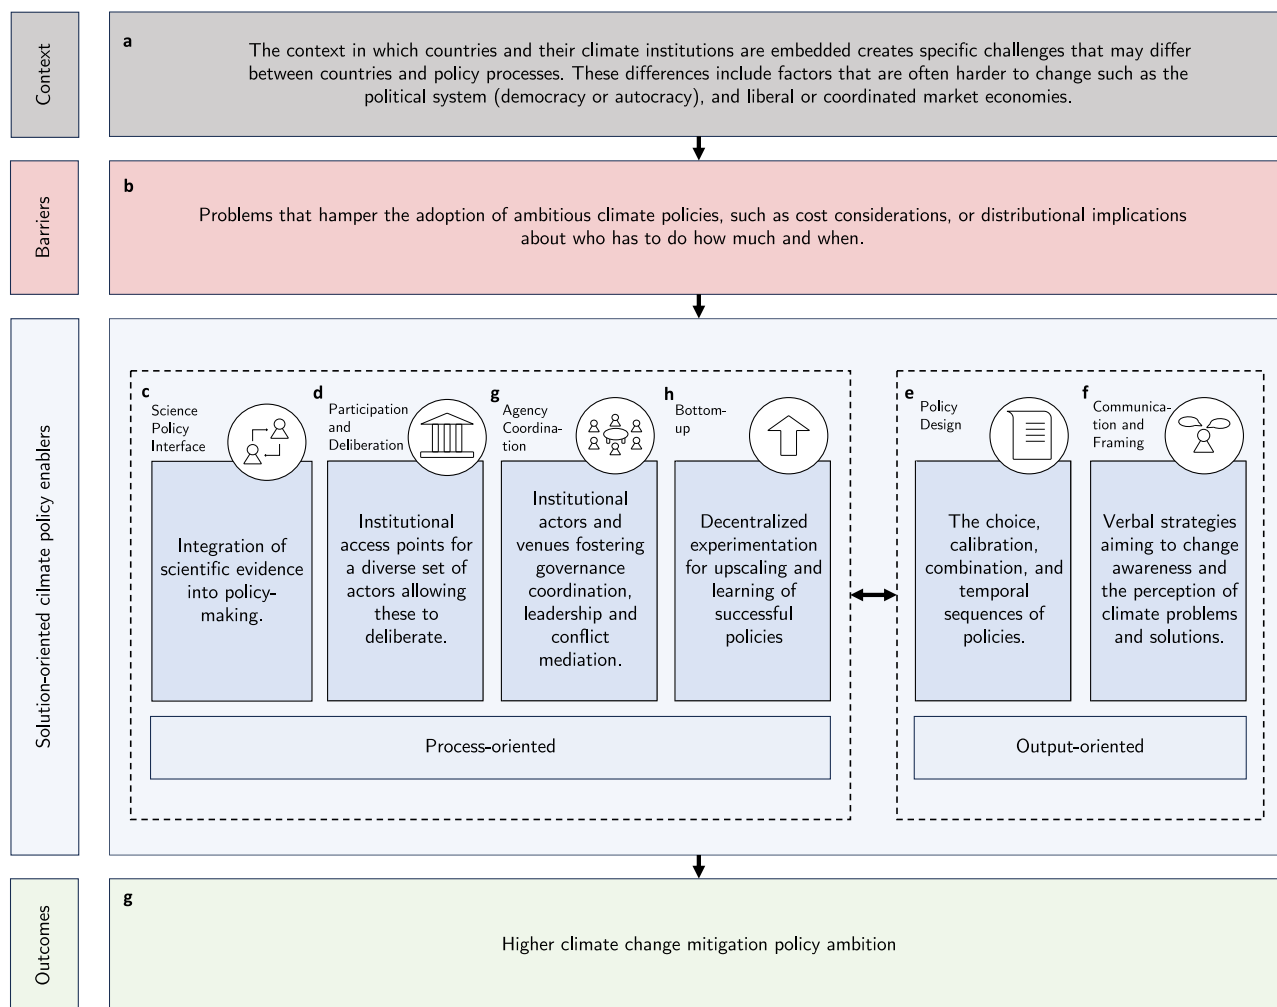 Context
a
The context in which countries and their climate institutions are embedded creates specific challenges that may differ
between countries and policy processes. These differences include factors that are often harder to change such as the
political system (democracy or autocracy), and liberal or coordinated market economies.
Barriers
b
Problems that hamper the adoption of ambitious climate policies, such as cost considerations, or distributional implications
about who has to do how much and when.
Solution-oriented cilmate policy enablers
c
Science
Policy
Interface
Integration of
scientific evidence
into policy-
making.
d
Participation
and
Deliberation
Institutional
access points for
a diverse set of
actors allowing
these to
deliberate.
g
Agency
Coordina-
tion
Institutional
actors and
venues fostering
governance
coordination,
leadership and
conflict
mediation.
h
Bottom-
up
Decentralized
experimentation
for upscaling and
learning of
successful
policies
Process-oriented
e
Policy
Design
The choice,
calibration,
combination, and
temporal
sequences of
policies.
f
Communica-
tion and
Framing
Verbal strategies
aiming to change
awareness and
the perception of
climate problems
and solutions.
Output-oriented
Outcomes
g
Higher climate change mitigation policy ambition